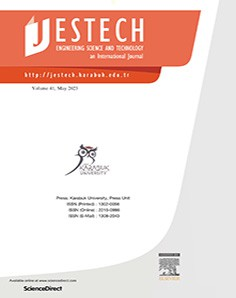 JESTECH
ENGINEERING SCIENCE AND TECHNOLOGY
an International Journal
http://jestech.karabuk.edu.tr
Volume 41, May 2023
KARABUK
UNIVERSITY
Press: Karabuk University, Press Unit
ISSN (Printed) : 1302-0056
ISSN (Online) : 2215-0986
ISSN (E-Mail) : 1308-2043
Available online at www.sciencedirect.com
ScienceDirect